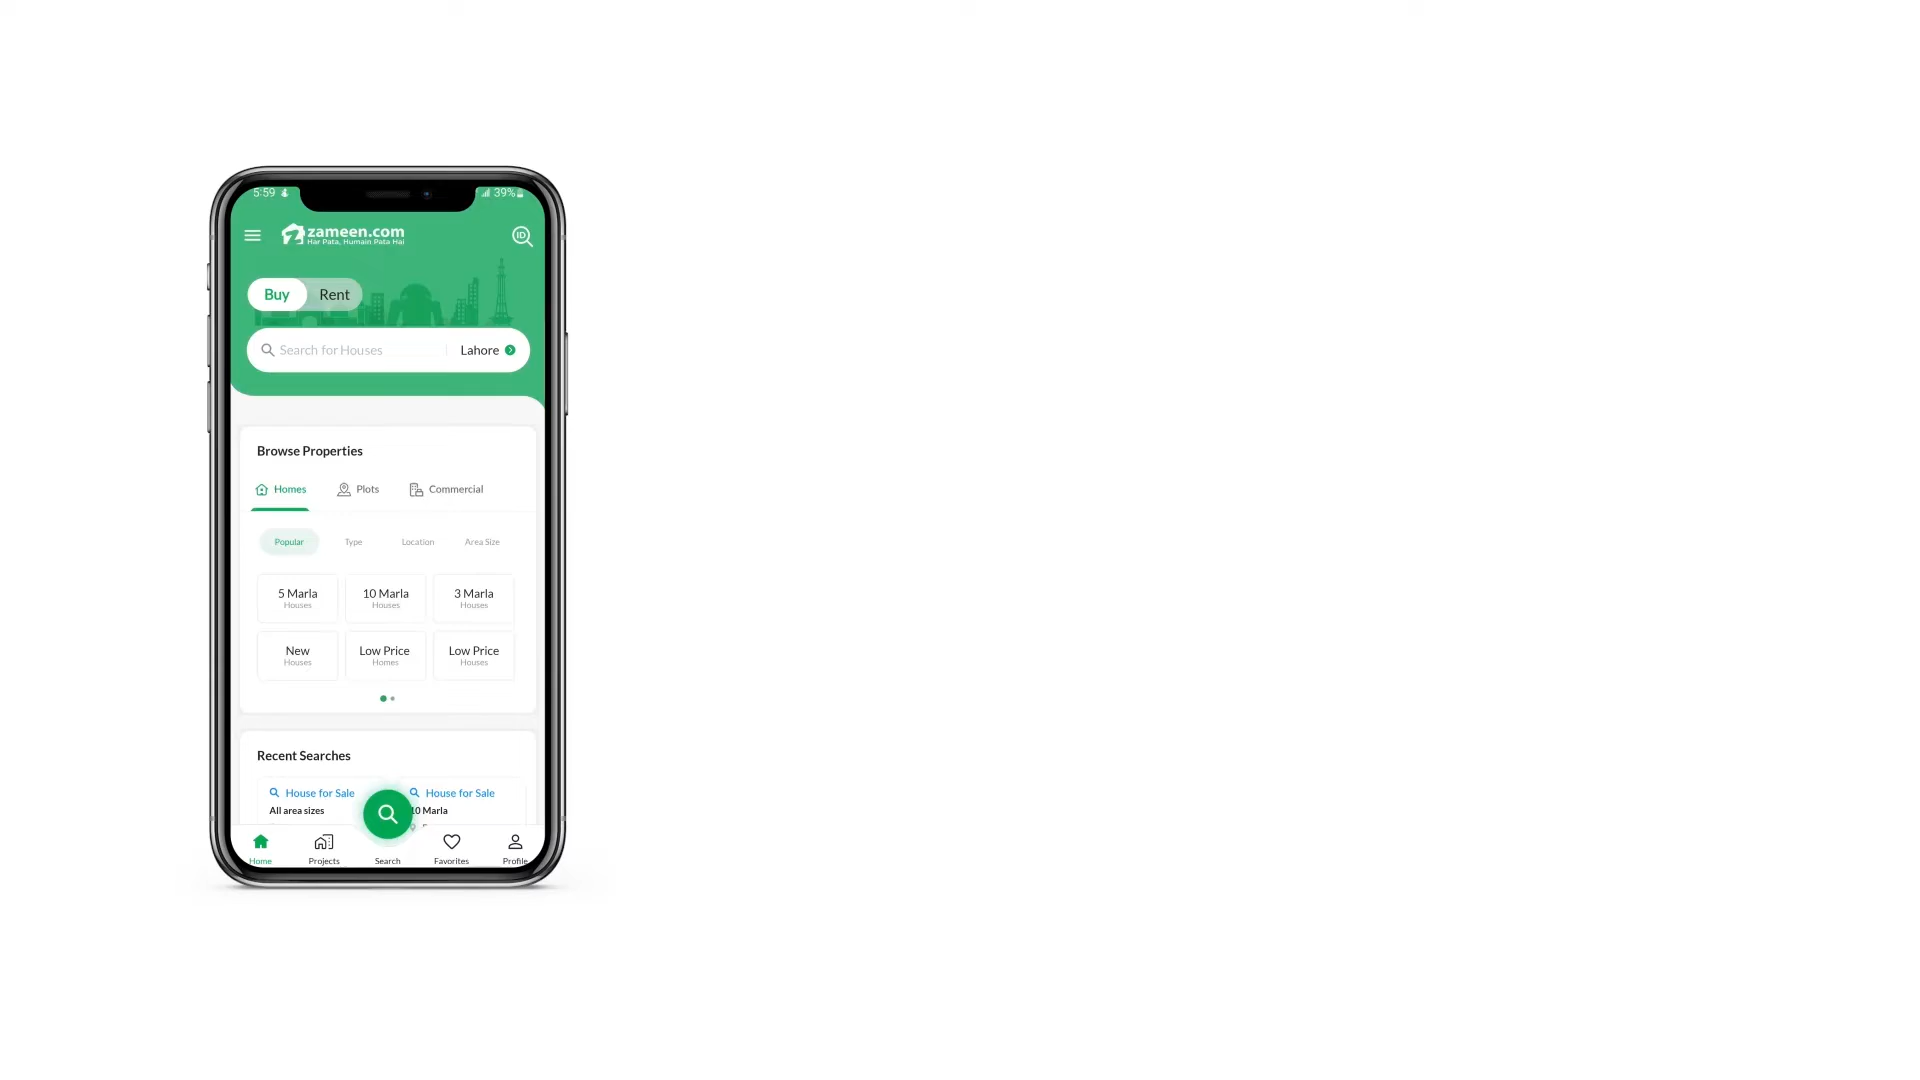 5:59 39%
zameen.com
Har Pata, Humain Pata Hai
ID
Buy Rent
Search for Houses Lahore
Browse Properties
Homes Plots Commercial
Popular Type Location Area Size
5 Marla 10 Marla 3 Marla
Houses Houses Houses
New Low Price Low Price
Houses Homes Houses
Recent Searches
House for Sale House for Sale
All area sizes 10 Marla
Home Projects Search Favorites Profile